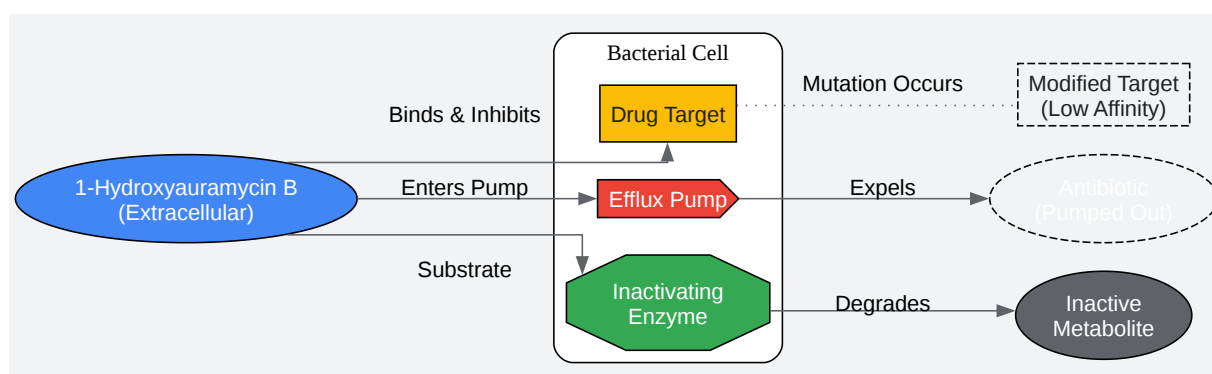 Bacterial Cell
Mutation Occurs
Modified Target
(Low Affinity)
Binds & Inhibits
Drug Target
1-Hydroxyauramycin B
(Extracellular)
Enters Pump
Efflux Pump
Expels
Antibiotic
(Pumped Out)
Substrate
Inactivating
Enzyme
Degrades
Inactive
Metabolite